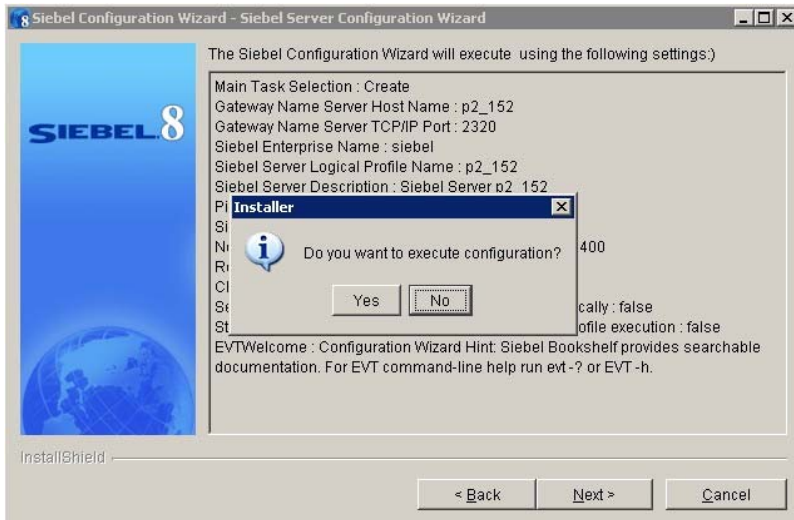 Siebel Configuration Wizard - Siebel Server Configuration Wizard
The Siebel Configuration Wizard will execute using the following settings:)
SIEBEL.8
Main Task Selection : Create
Gateway Name Server Host Name : p2_152
Gateway Name Server TCP/IP Port : 2320
Siebel Enterprise Name : siebel
Siebel Server Logical Profile Name : p2_152
Siebel Server Description : Siebel Server p2_152
Installer
Do you want to execute configuration?
Yes
No
400
cally : false
ofile execution : false
EVTWelcome : Configuration Wizard Hint: Siebel Bookshelf provides searchable
documentation. For EVT command-line help run evt -? or EVT -h.
InstallShield
< Back
Next >
Cancel